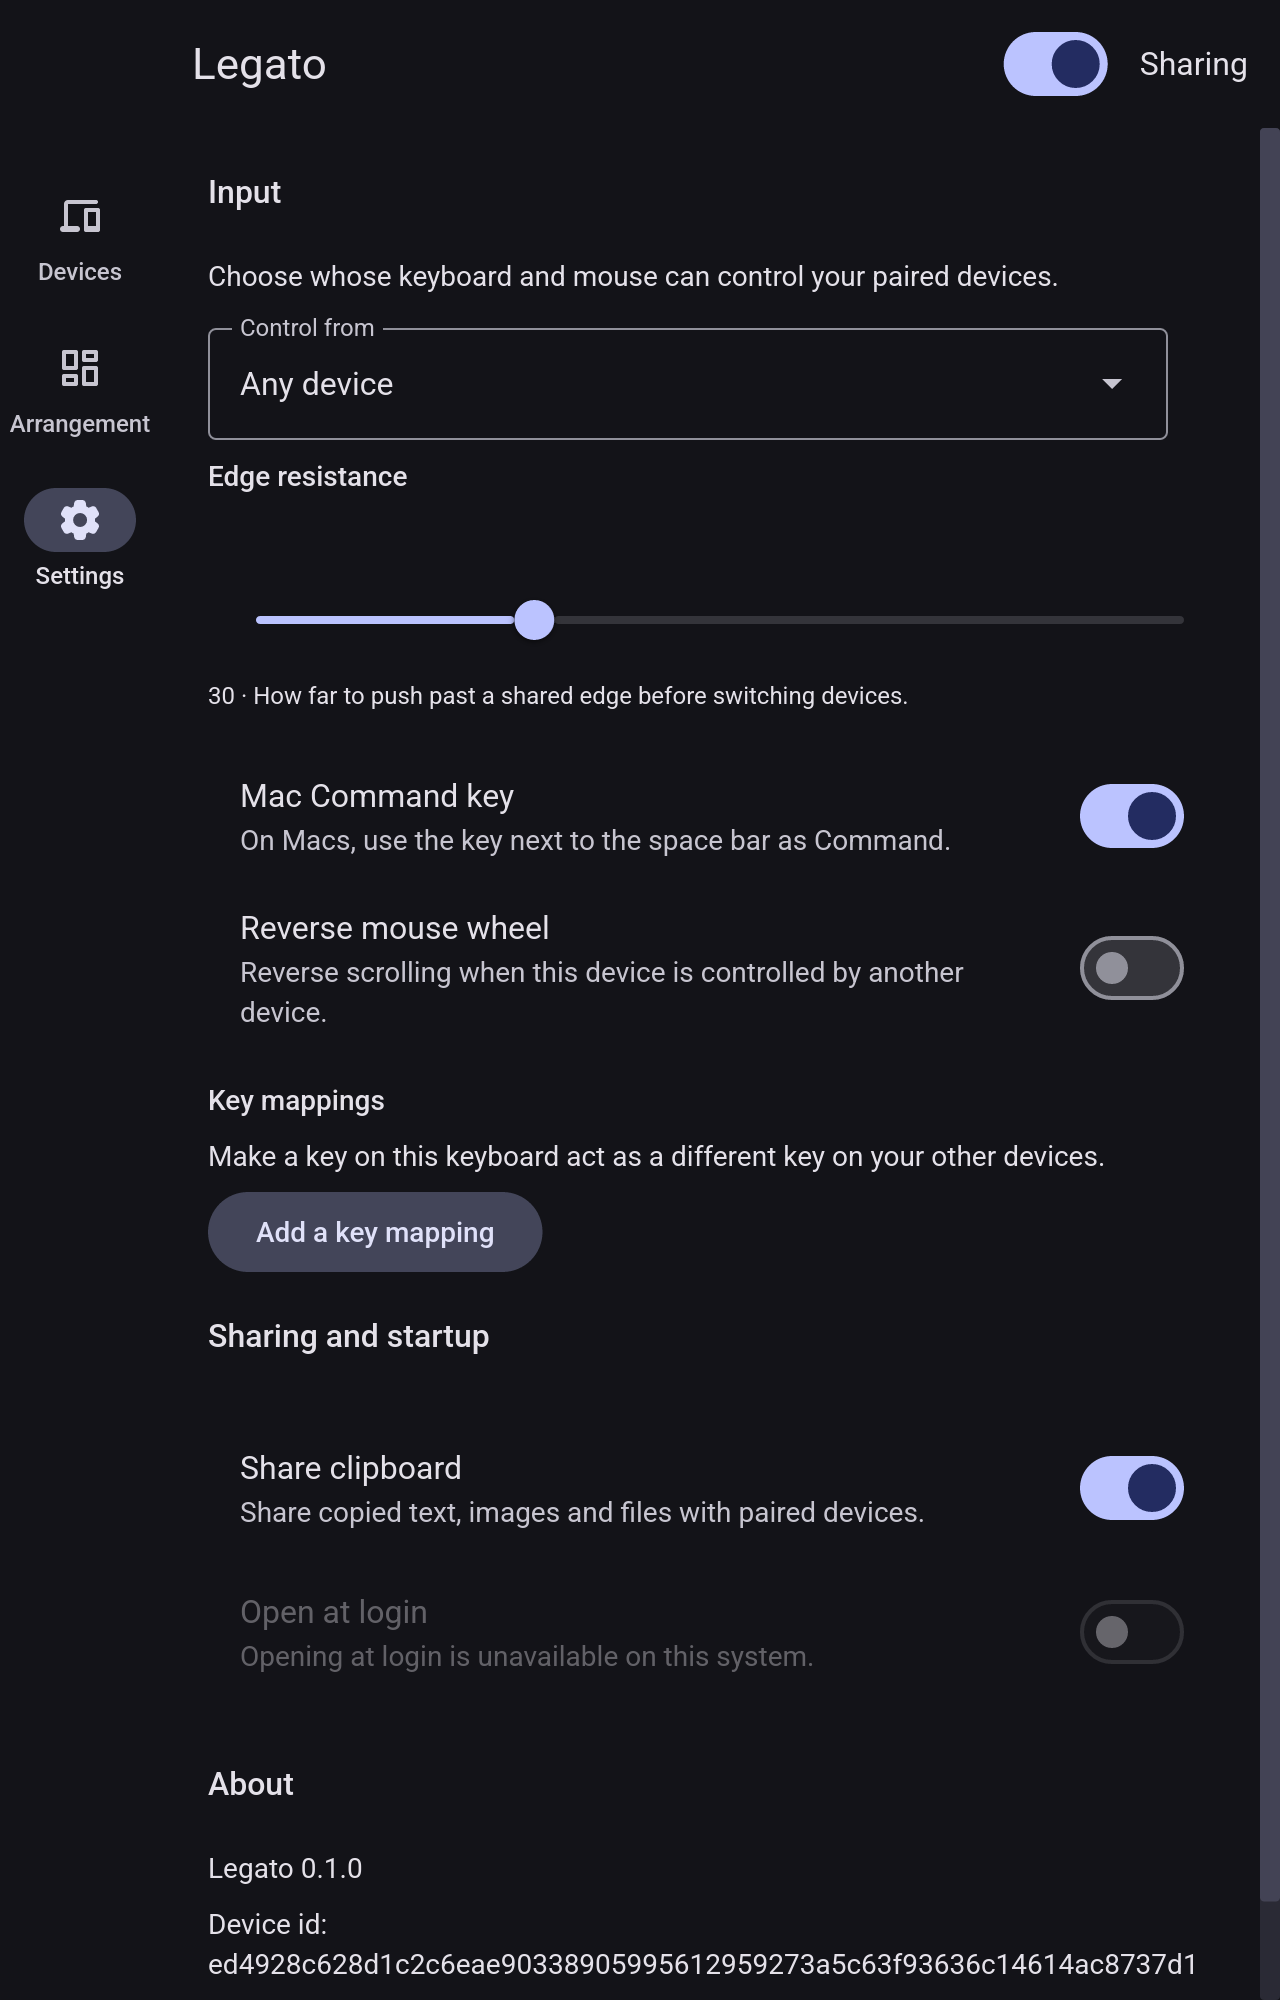 Legato
Sharing
Devices
Arrangement
Settings
Input
Choose whose keyboard and mouse can control your paired devices.
Control from
Any device
Edge resistance
30 · How far to push past a shared edge before switching devices.
Mac Command key
On Macs, use the key next to the space bar as Command.
Reverse mouse wheel
Reverse scrolling when this device is controlled by another
device.
Key mappings
Make a key on this keyboard act as a different key on your other devices.
Add a key mapping
Sharing and startup
Share clipboard
Share copied text, images and files with paired devices.
Open at login
Opening at login is unavailable on this system.
About
Legato 0.1.0
Device id:
ed4928c628d1c2c6eae90338905995612959273a5c63f93636c14614ac8737d1